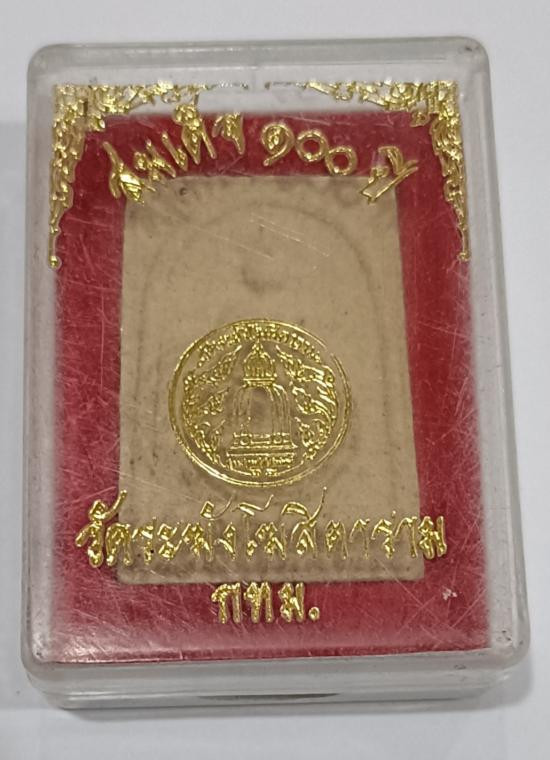 สมเด็จ ๑๐๐ ปี
วัดระฆังโฆสิตาราม
กทม.